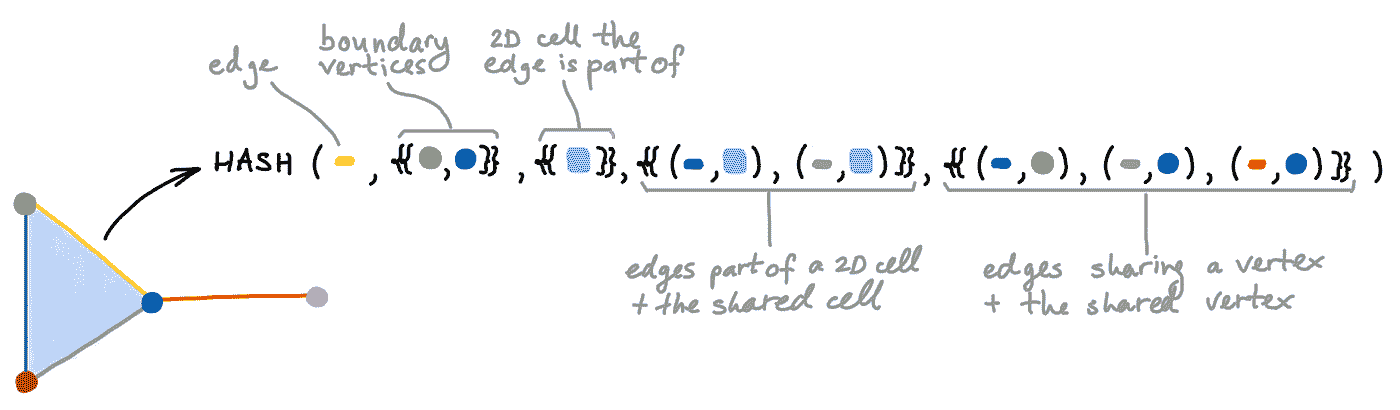 edge
boundary
vertices
2D cell the
edge is part of
HASH ( , {{ , }} , {{ }} , {{ ( , ) , ( , ) }} , {{ ( , ) , ( , ) , ( , ) }} )
edges part of a 2D cell
+ the shared cell
edges sharing a vertex
+ the shared vertex